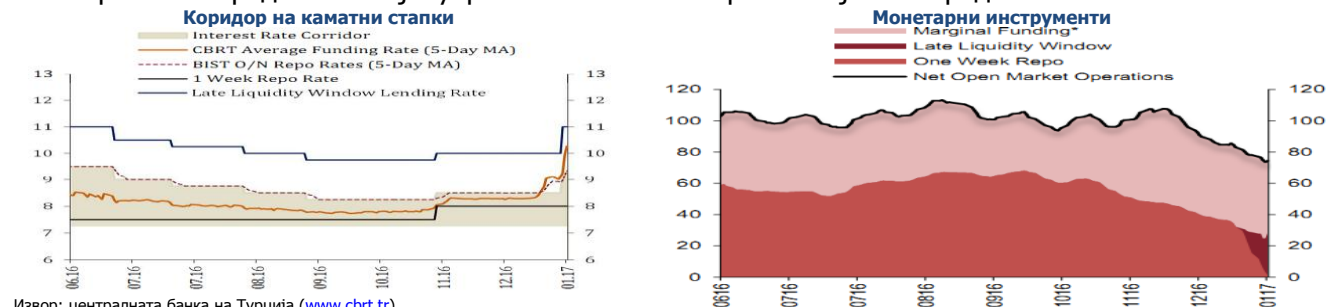 Коридор на каматни стапки
Interest Rate Corridor
CBRT Average Funding Rate (5-Day MA)
BIST O/N Repo Rates (5-Day MA)
1 Week Repo Rate
Late Liquidity Window Lending Rate
13 13
12 12
11 11
10 10
9 9
8 8
7 7
6 6
06.16 07.16 07.16 08.16 09.16 10.16 11.16 12.16 01.17
Монетарни инструменти
Marginal Funding*
Late Liquidity Window
One Week Repo
Net Open Market Operations
120 120
100 100
80 80
60 60
40 40
20 20
0 0
0616 0716 0716 0816 0916 1016 1116 1216 0117
Извор: централната банка на Турција (www.cbrt.tr)